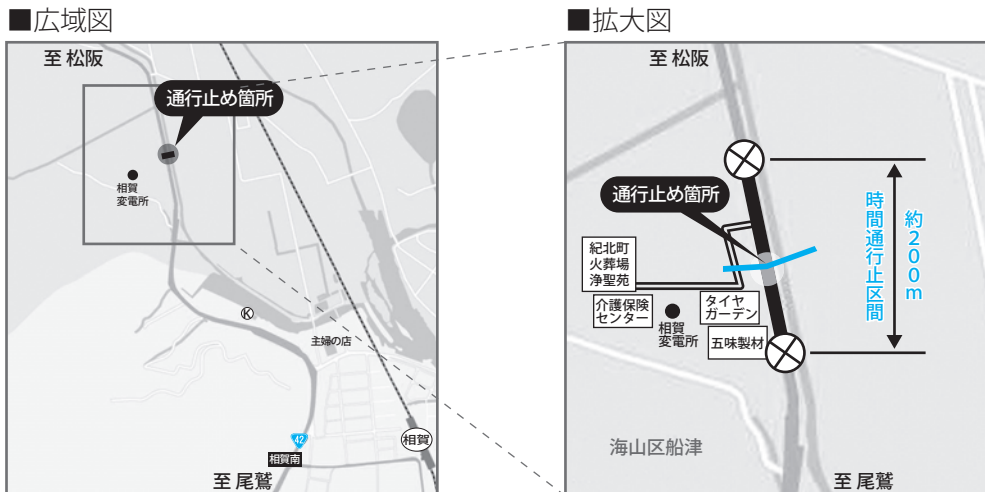 ■広域図
至 松阪
通行止め箇所
相賀
変電所
Ⓚ
主婦の店
42
相賀南
相賀
至 尾鷲
■拡大図
至 松阪
通行止め箇所
紀北町
火葬場
浄聖苑
介護保険
センター
相賀
変電所
タイヤ
ガーデン
五味製材
約200m
時間通行止区間
海山区船津
至 尾鷲